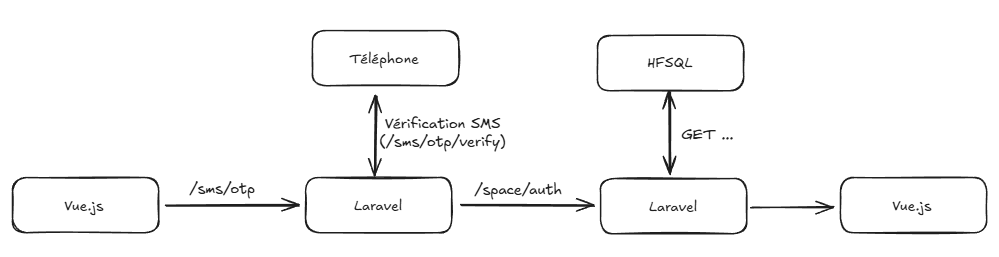 Téléphone
HFSQL
Vérification SMS
(/sms/otp/verify)
GET ...
Vue.js
/sms/otp
Laravel
/space/auth
Laravel
Vue.js